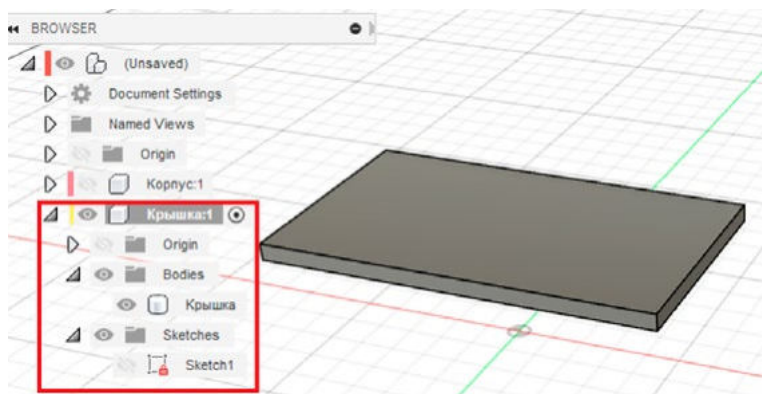 BROWSER
(Unsaved)
Document Settings
Named Views
Origin
Корпус:1
Крышка:1
Origin
Bodies
Крышка
Sketches
Sketch1